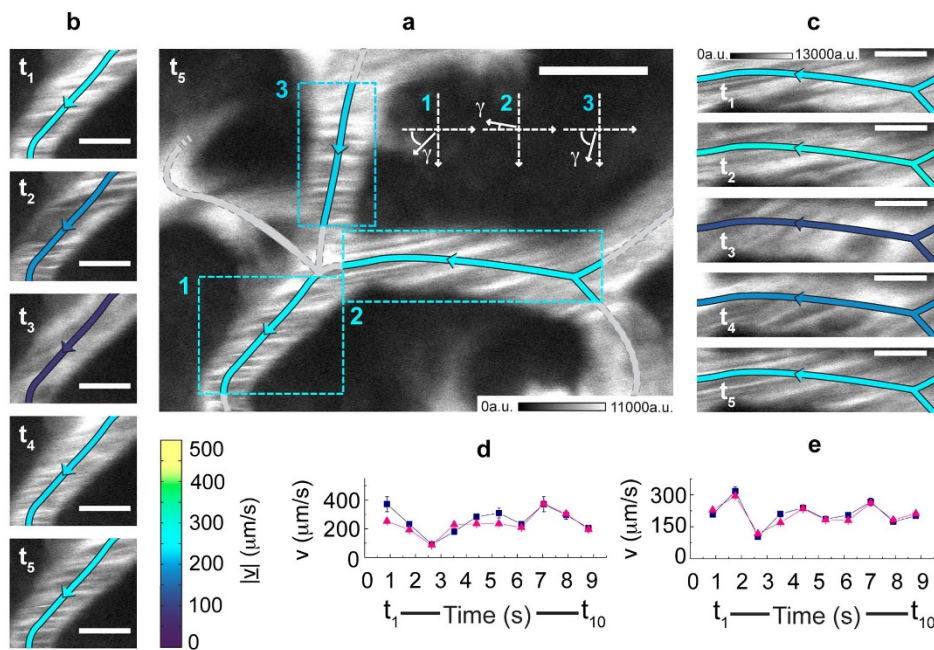 b
a
c
t1
t2
t3
t4
t5
t5
3
1
2
3
γ
γ
γ
1
2
0a.u.
11000a.u.
0a.u.
13000a.u.
t1
t2
t3
t4
t5
500
400
300
200
100
0
|v| (μm/s)
d
v (μm/s)
400
200
0
0 1 2 3 4 5 6 7 8 9
t1
Time (s)
t10
e
v (μm/s)
300
150
0
0 1 2 3 4 5 6 7 8 9
t1
Time (s)
t10